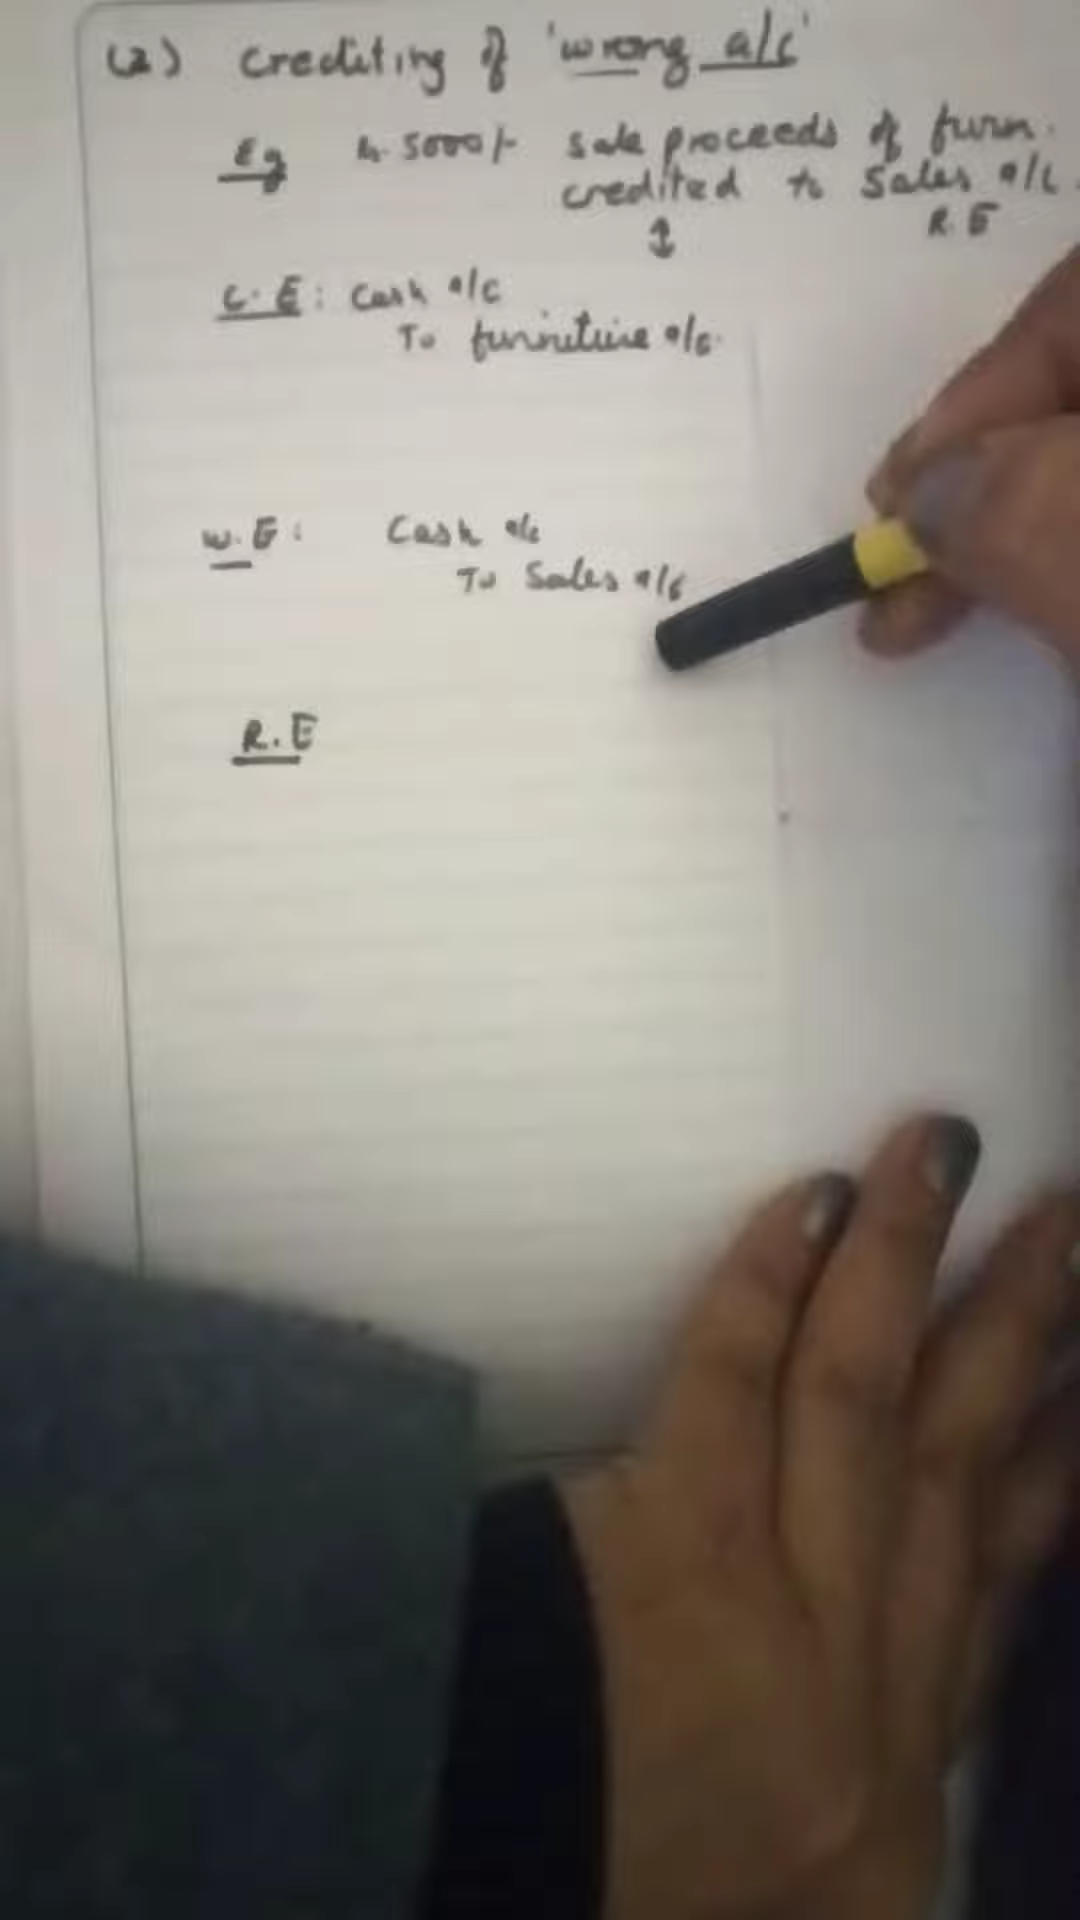 (2) crediting of 'wrong a/c'
Eg Rs. 5000/- sale proceeds of furn.
credited to Sales a/c.
R.E
C.E: Cash a/c
To furniture a/c.
W.E: Cash a/c
To Sales a/c
R.E